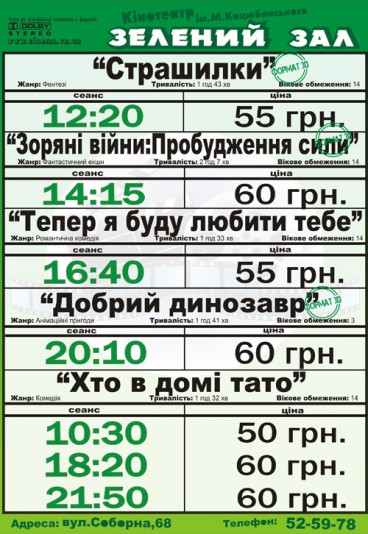 Кінотеатр ім.М.Коцюбинського
DOLBY
STEREO
www.cinema.vn.ua
ЗЕЛЕНИЙ ЗАЛ
“Страшилки”
ФОРМАТ 3D
Жанр: Фентезі Тривалість: 1 год 43 хв Вікове обмеження: 14
сеанс ціна
12:20 55 грн.
“Зоряні війни:Пробудження сили”
ФОРМАТ 3D
Жанр: Фантастичний екшн Тривалість: 2 год 7 хв Вікове обмеження: 14
сеанс ціна
14:15 60 грн.
“Тепер я буду любити тебе”
Жанр: Романтична комедія Тривалість: 1 год 33 хв Вікове обмеження: 14
сеанс ціна
16:40 55 грн.
“Добрий динозавр”
ФОРМАТ 3D
Жанр: Анімаційні пригоди Тривалість: 1 год 41 хв Вікове обмеження: 3
сеанс ціна
20:10 60 грн.
“Хто в домі тато”
Жанр: Комедія Тривалість: 1 год 32 хв Вікове обмеження: 14
сеанс ціна
10:30 50 грн.
18:20 60 грн.
21:50 60 грн.
Адреса: вул.Соборна,68 Телефон: 52-59-78